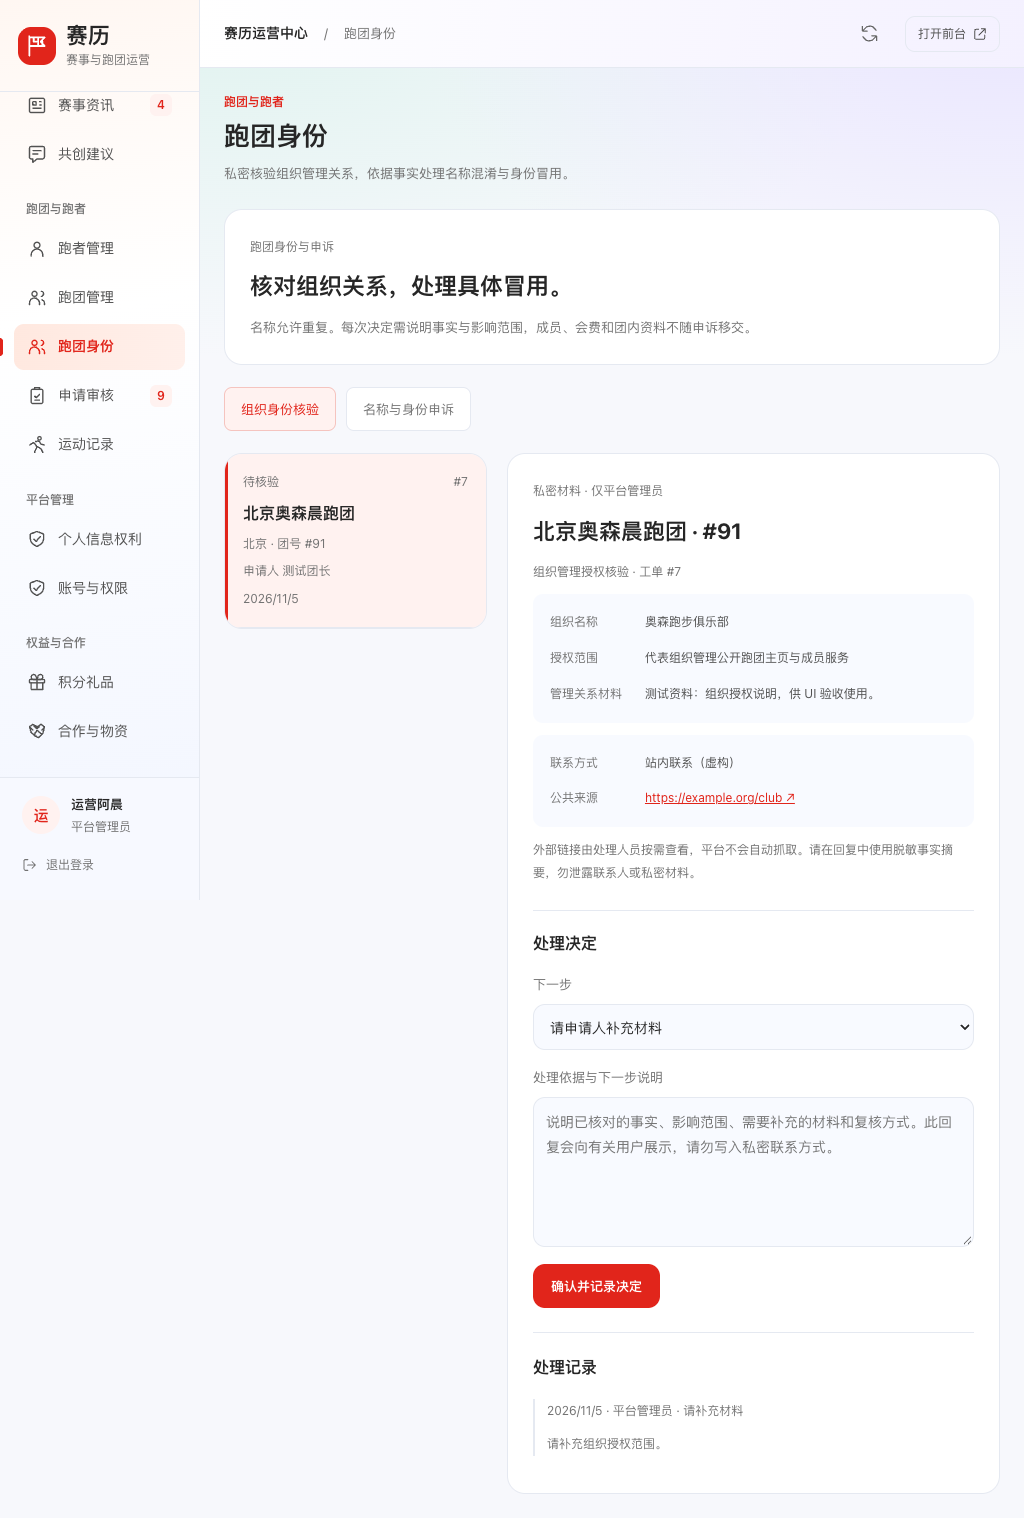 赛历
赛事与跑团运营
赛事资讯 4
共创建议
跑团与跑者
跑者管理
跑团管理
跑团身份
申请审核 9
运动记录
平台管理
个人信息权利
账号与权限
权益与合作
积分礼品
合作与物资
运 运营阿晨
平台管理员
退出登录
赛历运营中心 / 跑团身份
打开前台
跑团与跑者
跑团身份
私密核验组织管理关系，依据事实处理名称混淆与身份冒用。
跑团身份与申诉
核对组织关系，处理具体冒用。
名称允许重复。每次决定需说明事实与影响范围，成员、会费和团内资料不随申诉移交。
组织身份核验 名称与身份申诉
待核验 #7
北京奥森晨跑团
北京 · 团号 #91
申请人 测试团长
2026/11/5
私密材料 · 仅平台管理员
北京奥森晨跑团 · #91
组织管理授权核验 · 工单 #7
组织名称 奥森跑步俱乐部
授权范围 代表组织管理公开跑团主页与成员服务
管理关系材料 测试资料：组织授权说明，供 UI 验收使用。
联系方式 站内联系（虚构）
公共来源 https://example.org/club ↗
外部链接由处理人员按需查看，平台不会自动抓取。请在回复中使用脱敏事实摘
要，勿泄露联系人或私密材料。
处理决定
下一步
请申请人补充材料
处理依据与下一步说明
说明已核对的事实、影响范围、需要补充的材料和复核方式。此回
复会向有关用户展示，请勿写入私密联系方式。
确认并记录决定
处理记录
2026/11/5 · 平台管理员 · 请补充材料
请补充组织授权范围。